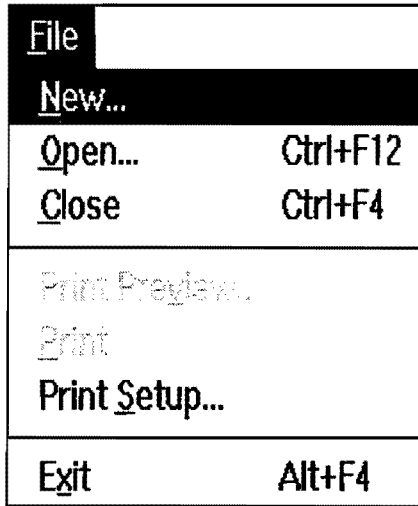 File
New...
Open... Ctrl+F12
Close Ctrl+F4
Print Preview...
Print
Print Setup...
Exit Alt+F4